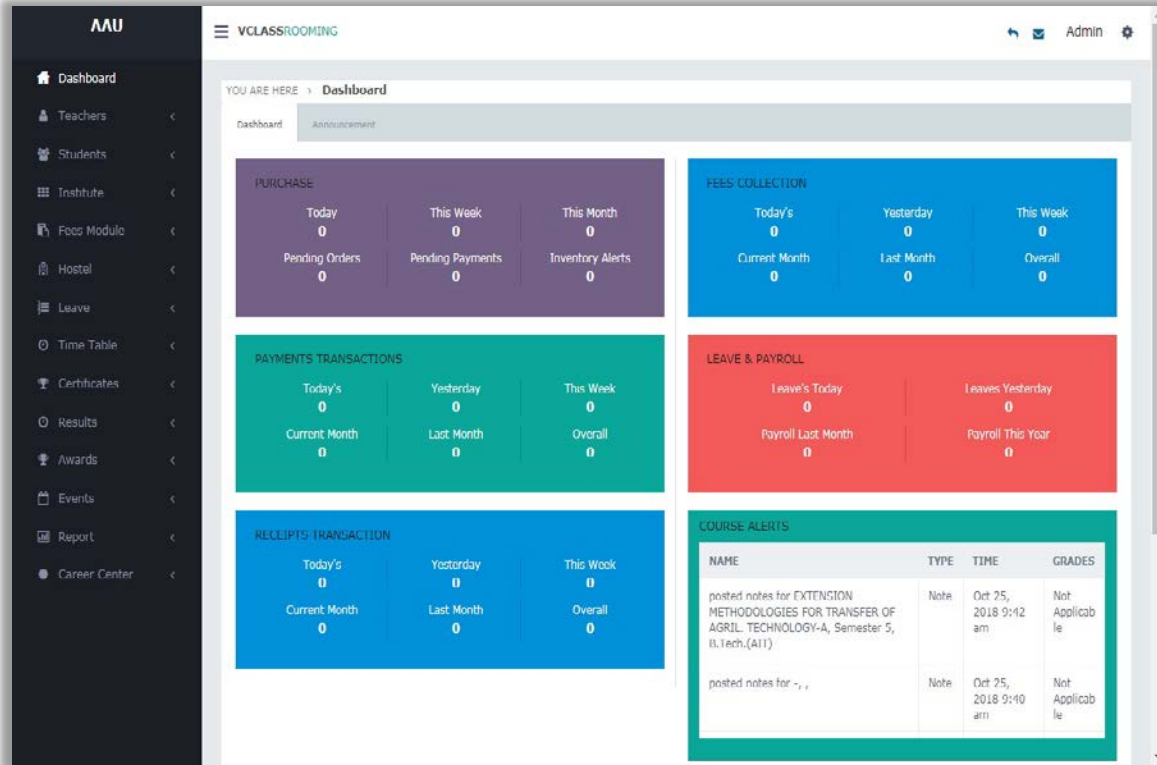 AAU
VCLASSROOMING
Admin
Dashboard
Teachers
Students
Institute
Fees Module
Hostel
Leave
Time Table
Certificates
Results
Awards
Events
Report
Career Center
YOU ARE HERE > Dashboard
Dashboard Announcement
PURCHASE
Today This Week This Month
0 0 0
Pending Orders Pending Payments Inventory Alerts
0 0 0
FEES COLLECTION
Today's Yesterday This Week
0 0 0
Current Month Last Month Overall
0 0 0
PAYMENTS TRANSACTIONS
Today's Yesterday This Week
0 0 0
Current Month Last Month Overall
0 0 0
LEAVE & PAYROLL
Leave's Today Leaves Yesterday
0 0
Payroll Last Month Payroll This Year
0 0
RECEIPTS TRANSACTION
Today's Yesterday This Week
0 0 0
Current Month Last Month Overall
0 0 0
COURSE ALERTS
NAME TYPE TIME GRADES
posted notes for EXTENSION Note Oct 25, Not
METHODOLOGIES FOR TRANSFER OF 2018 9:42 Applicab
AGRIL. TECHNOLOGY-A, Semester 5, am le
B.Tech.(AIT)
posted notes for -, , Note Oct 25, Not
2018 9:40 Applicab
am le